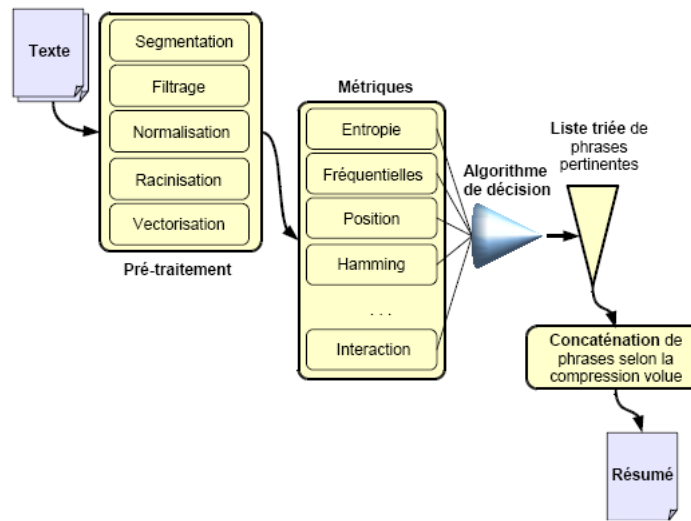 Texte
Segmentation
Filtrage
Normalisation
Racinisation
Vectorisation
Pré-traitement
Métriques
Entropie
Fréquentielles
Position
Hamming
. . .
Interaction
Algorithme
de décision
Liste triée de
phrases
pertinentes
Concaténation de
phrases selon la
compression volue
Résumé